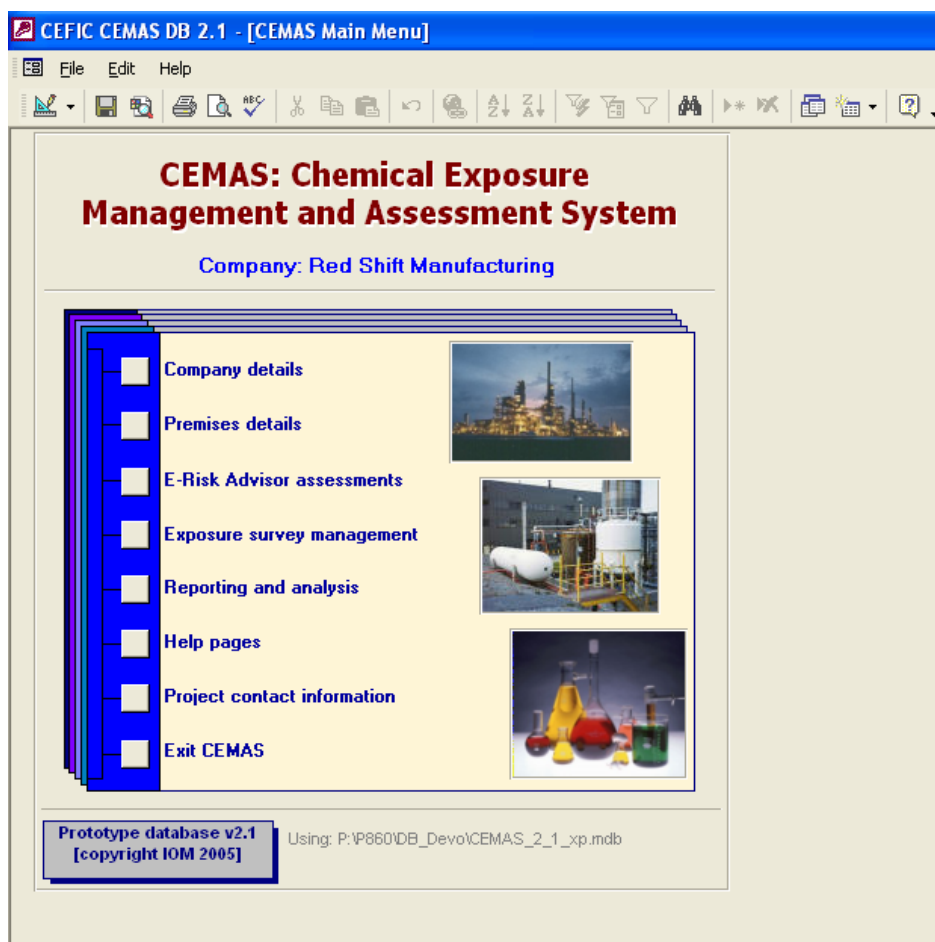 CEFIC CEMAS DB 2.1 - [CEMAS Main Menu]
File Edit Help
CEMAS: Chemical Exposure
Management and Assessment System
Company: Red Shift Manufacturing
Company details
Premises details
E-Risk Advisor assessments
Exposure survey management
Reporting and analysis
Help pages
Project contact information
Exit CEMAS
Prototype database v2.1
[copyright IOM 2005]
Using: P:\P860\DB_Devo\CEMAS_2_1_xp.mdb